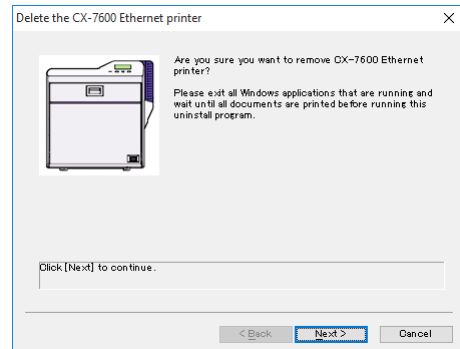 Delete the CX-7600 Ethernet printer
Are you sure you want to remove CX-7600 Ethernet
printer?
Please exit all Windows applications that are running and
wait until all documents are printed before running this
uninstall program.
Click [Next] to continue.
< Back
Next >
Cancel